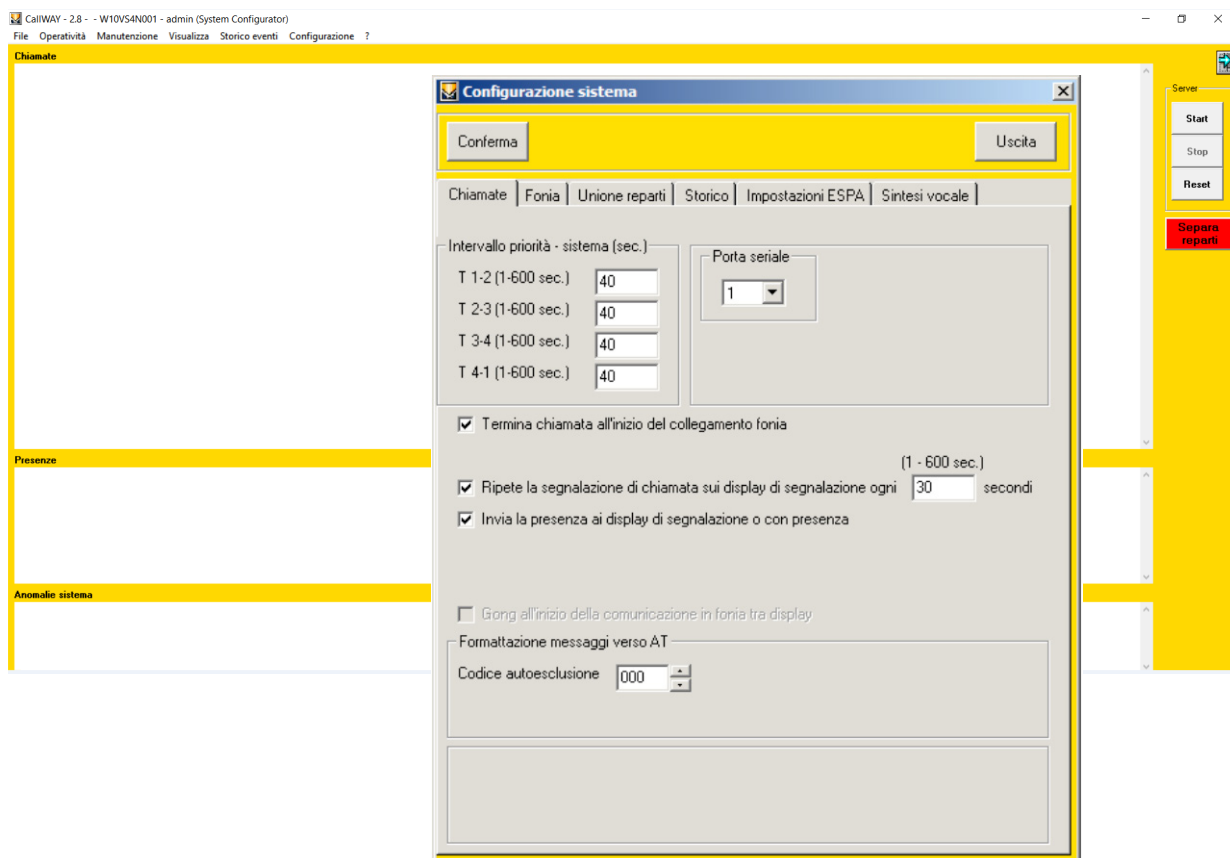 CallWAY - 2.8 - - W10VS4N001 - admin (System Configurator)
File Operatività Manutenzione Visualizza Storico eventi Configurazione ?
Chiamate
Server
Start
Stop
Reset
Separa
reparti
Presenze
Anomalie sistema
Configurazione sistema
Conferma
Uscita
Chiamate Fonia Unione reparti Storico Impostazioni ESPA Sintesi vocale
Intervallo priorità - sistema (sec.)
T 1-2 (1-600 sec.) 40
T 2-3 (1-600 sec.) 40
T 3-4 (1-600 sec.) 40
T 4-1 (1-600 sec.) 40
Porta seriale
1
Termina chiamata all'inizio del collegamento fonia
(1 - 600 sec.)
Ripete la segnalazione di chiamata sui display di segnalazione ogni 30 secondi
Invia la presenza ai display di segnalazione o con presenza
Gong all'inizio della comunicazione in fonia tra display
Formattazione messaggi verso AT
Codice autoesclusione 000